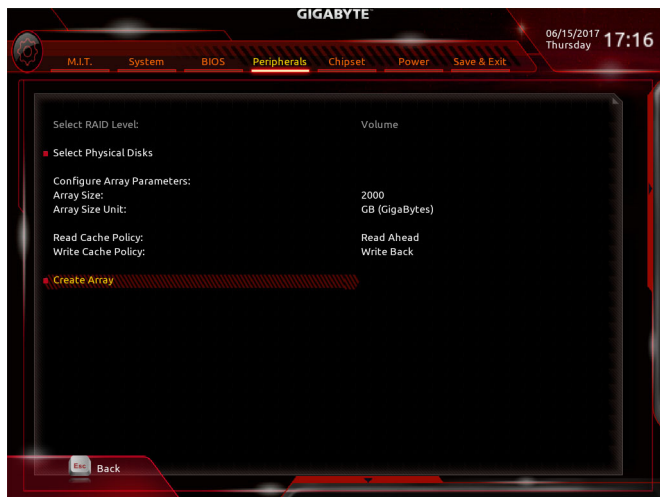 GIGABYTE™
06/15/2017 Thursday 17:16
M.I.T. System BIOS Peripherals Chipset Power Save & Exit
Select RAID Level: Volume
Select Physical Disks
Configure Array Parameters:
Array Size: 2000
Array Size Unit: GB (GigaBytes)
Read Cache Policy: Read Ahead
Write Cache Policy: Write Back
Create Array
Esc Back